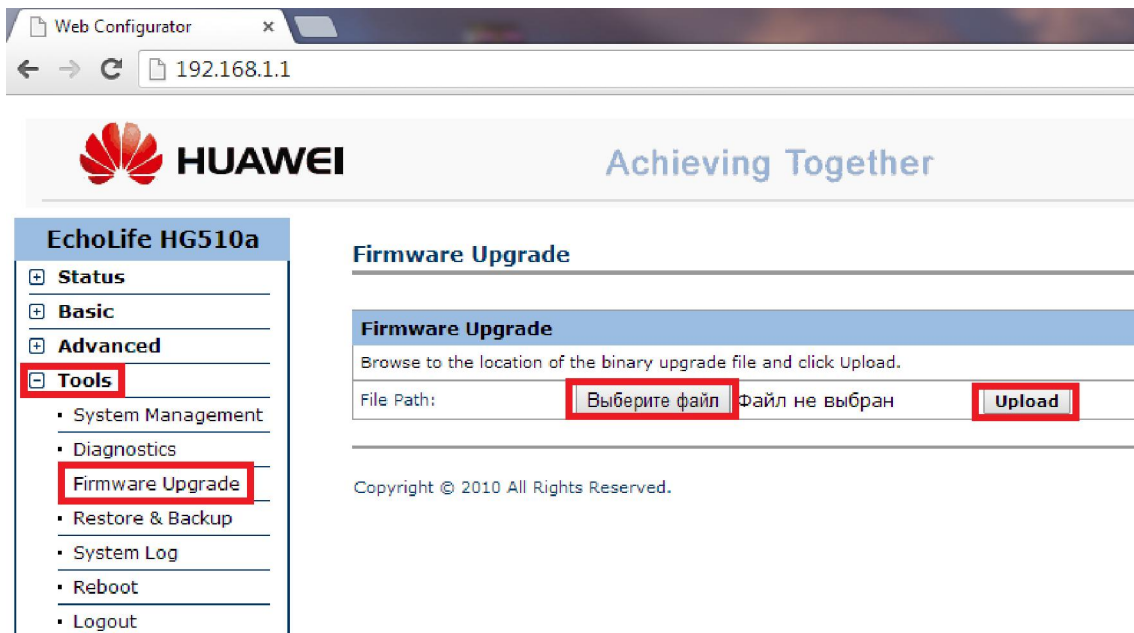 Web Configurator
192.168.1.1
HUAWEI
Achieving Together
EchoLife HG510a
Status
Basic
Advanced
Tools
System Management
Diagnostics
Firmware Upgrade
Restore & Backup
System Log
Reboot
Logout
Firmware Upgrade
Firmware Upgrade
Browse to the location of the binary upgrade file and click Upload.
File Path: Выберите файл Файл не выбран Upload
Copyright © 2010 All Rights Reserved.